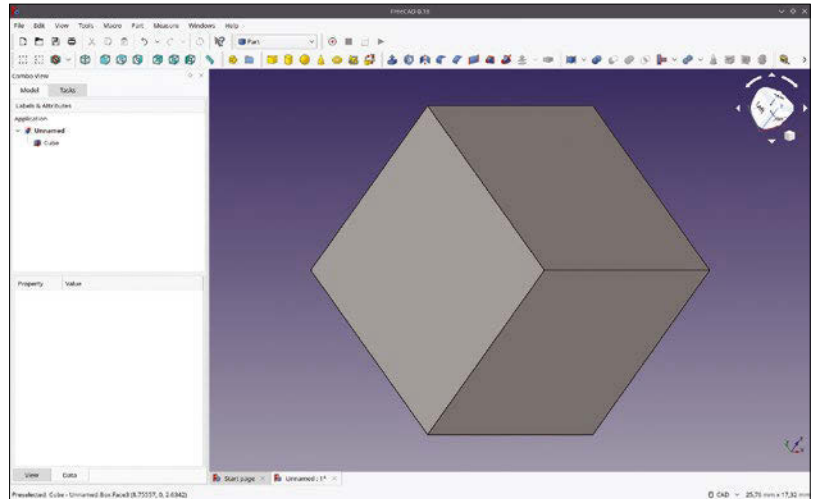 FreeCAD 0.18
File Edit View Tools Macro Part Measure Windows Help
Part
Combo View
Model Tasks
Labels & Attributes
Application
Unnamed
Cube
Property Value
View Data
Start page Unnamed : 1*
Preselected: Cube - Unnamed.Box.Face3 (8.75557, 0, 2.6342) CAD 25,76 mm x 17,32 mm